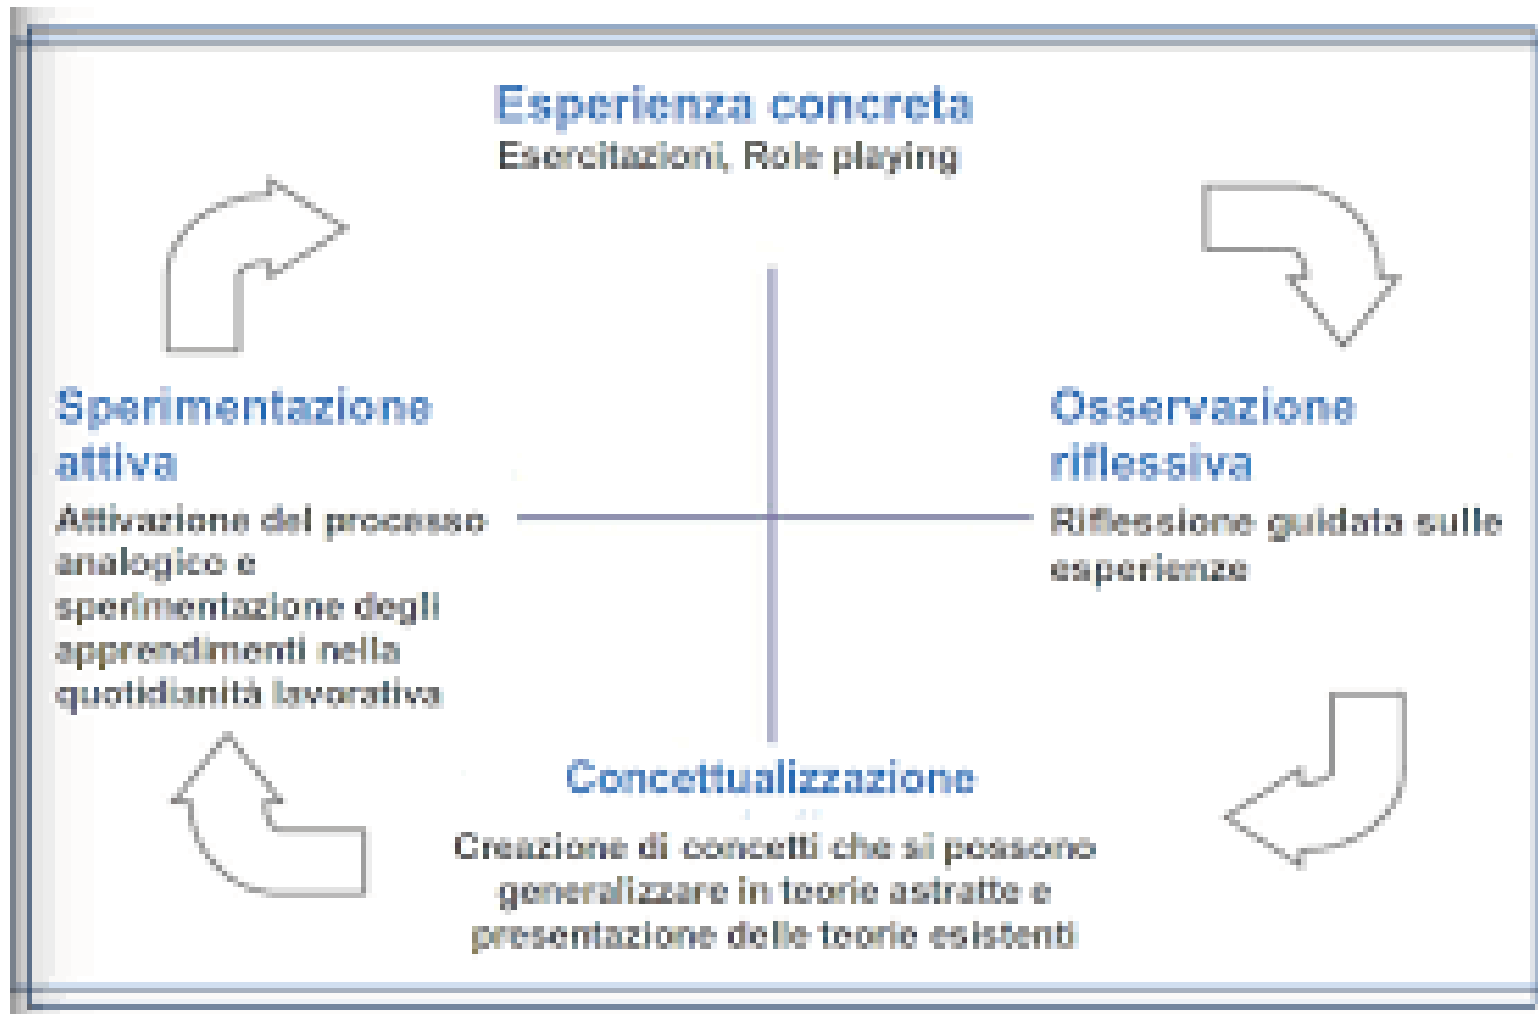 Esperienza concreta
Esercitazioni, Role playing
Sperimentazione
attiva
Attivazione del processo
analogico e
sperimentazione degli
apprendimenti nella
quotidianità lavorativa
Osservazione
riflessiva
Riflessione guidata sulle
esperienze
Concettualizzazione
Creazione di concetti che si possono
generalizzare in teorie astratte e
presentazione delle teorie esistenti